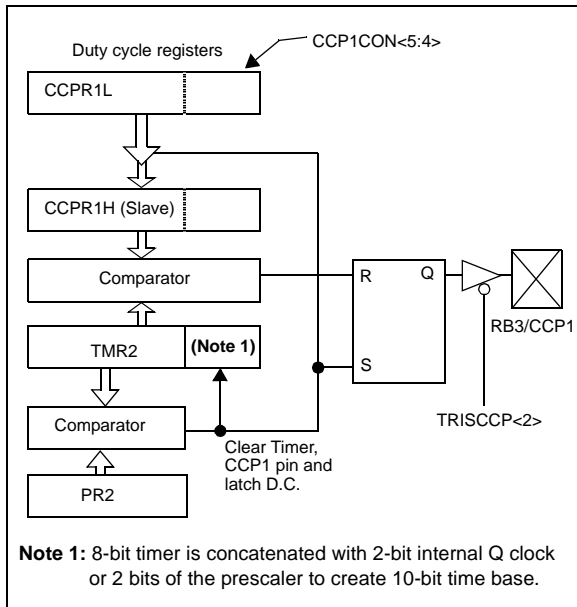 Duty cycle registers
CCP1CON<5:4>
CCPR1L
CCPR1H (Slave)
Comparator
R
Q
RB3/CCP1
TMR2
(Note 1)
S
TRISCCP<2>
Comparator
Clear Timer,
CCP1 pin and
latch D.C.
PR2
Note 1: 8-bit timer is concatenated with 2-bit internal Q clock
or 2 bits of the prescaler to create 10-bit time base.